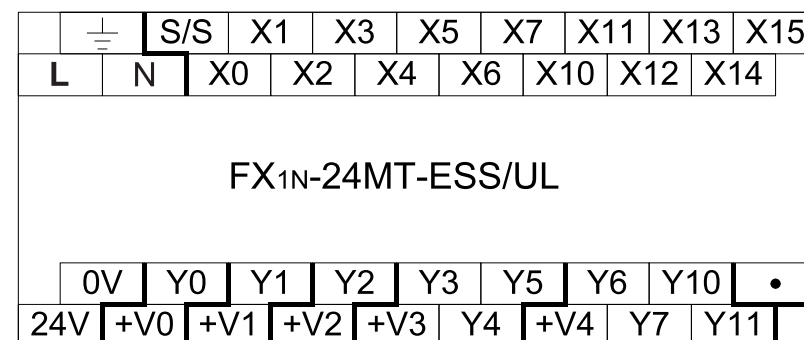 S/S X1 X3 X5 X7 X11 X13 X15
L N X0 X2 X4 X6 X10 X12 X14
FX1N-24MT-ESS/UL
0V Y0 Y1 Y2 Y3 Y5 Y6 Y10 •
24V +V0 +V1 +V2 +V3 Y4 +V4 Y7 Y11